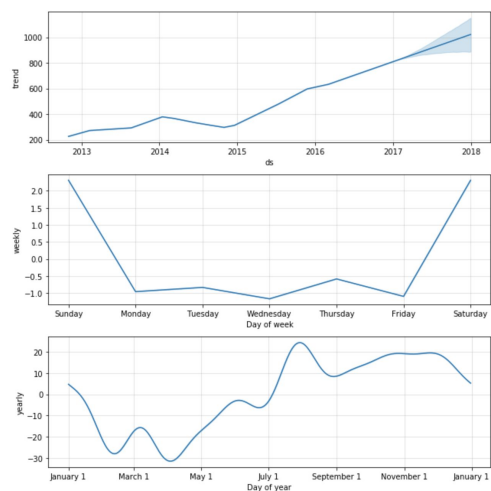 1000
800
600
400
200
trend
2013 2014 2015 2016 2017 2018
ds
2.0
1.5
1.0
0.5
0.0
−0.5
−1.0
weekly
Sunday Monday Tuesday Wednesday Thursday Friday Saturday
Day of week
20
10
0
−10
−20
−30
yearly
January 1 March 1 May 1 July 1 September 1 November 1 January 1
Day of year